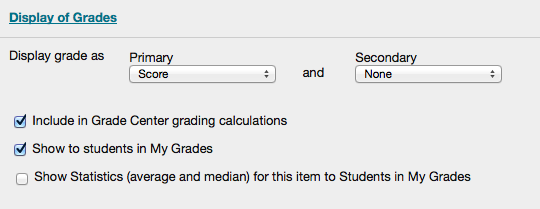 Display of Grades
Display grade as Primary Secondary
Score and None
Include in Grade Center grading calculations
Show to students in My Grades
Show Statistics (average and median) for this item to Students in My Grades